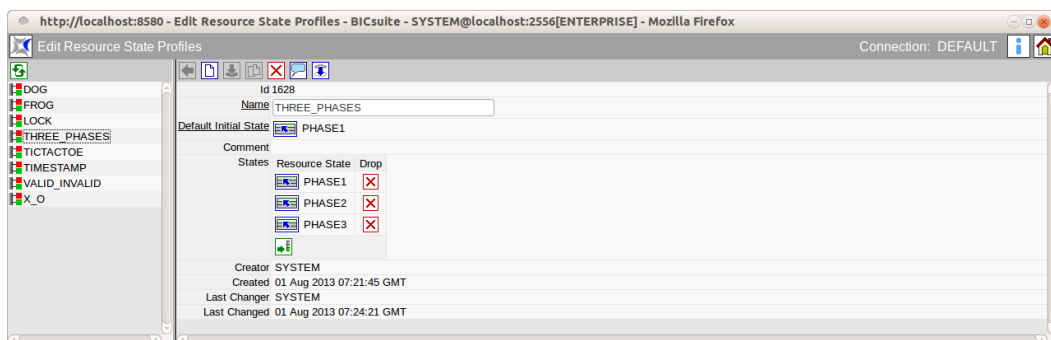 http://localhost:8580 - Edit Resource State Profiles - BICsuite - SYSTEM@localhost:2556[ENTERPRISE] - Mozilla Firefox
Edit Resource State Profiles Connection: DEFAULT
DOG
FROG
LOCK
THREE_PHASES
TICTACTOE
TIMESTAMP
VALID_INVALID
X_O
Id 1628
Name THREE_PHASES
Default Initial State PHASE1
Comment
States Resource State Drop
PHASE1
PHASE2
PHASE3
Creator SYSTEM
Created 01 Aug 2013 07:21:45 GMT
Last Changer SYSTEM
Last Changed 01 Aug 2013 07:24:21 GMT